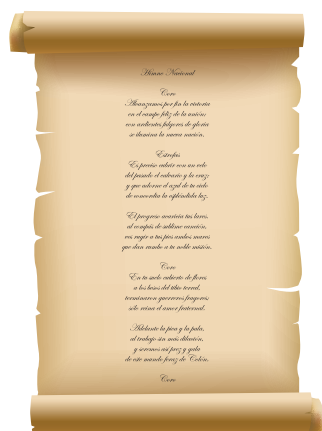 Himno Nacional
Coro
Alcanzamos por fin la victoria
en el campo feliz de la unión;
con ardientes fulgores de gloria
se ilumina la nueva nación.
Estrofas
Es preciso cubrir con un velo
del pasado el calvario y la cruz;
y que adorne el azul de tu cielo
de concordia la espléndida luz.
El progreso acaricia tus lares,
al compás de sublime canción,
ves rugir a tus pies ambos mares
que dan rumbo a tu noble misión.
Coro
En tu suelo cubierto de flores
a los besos del tibio terral,
terminaron guerreros fragores;
sólo reina el amor fraternal.
Adelante la pica y la pala,
al trabajo sin más dilación,
y seremos así prez y gala
de este mundo feraz de Colón.
Coro